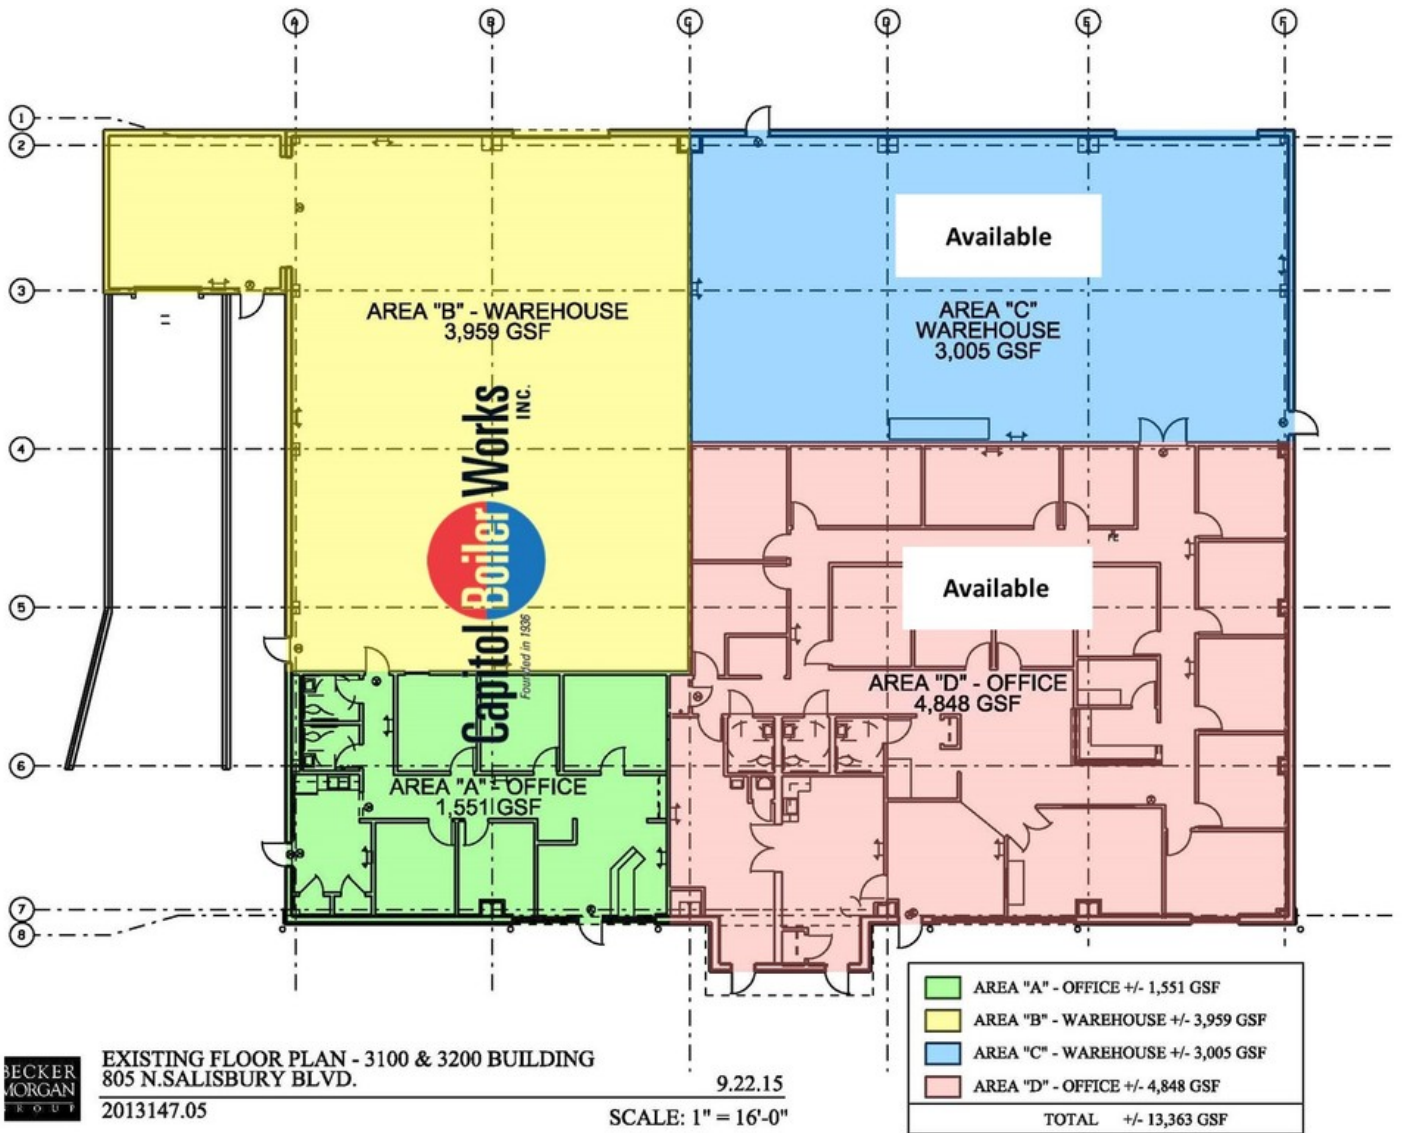 A B C D E F
1
2
3
4
5
6
7
8
Available
AREA "B" - WAREHOUSE
3,959 GSF
AREA "C"
WAREHOUSE
3,005 GSF
Capitol Boiler Works
INC.
Founded in 1936
Available
AREA "D" - OFFICE
4,848 GSF
AREA "A" - OFFICE
1,551 GSF
FE
AREA "A" - OFFICE +/- 1,551 GSF
AREA "B" - WAREHOUSE +/- 3,959 GSF
AREA "C" - WAREHOUSE +/- 3,005 GSF
AREA "D" - OFFICE +/- 4,848 GSF
TOTAL +/- 13,363 GSF
BECKER
MORGAN
GROUP
EXISTING FLOOR PLAN - 3100 & 3200 BUILDING
805 N.SALISBURY BLVD.
9.22.15
2013147.05
SCALE: 1" = 16'-0"